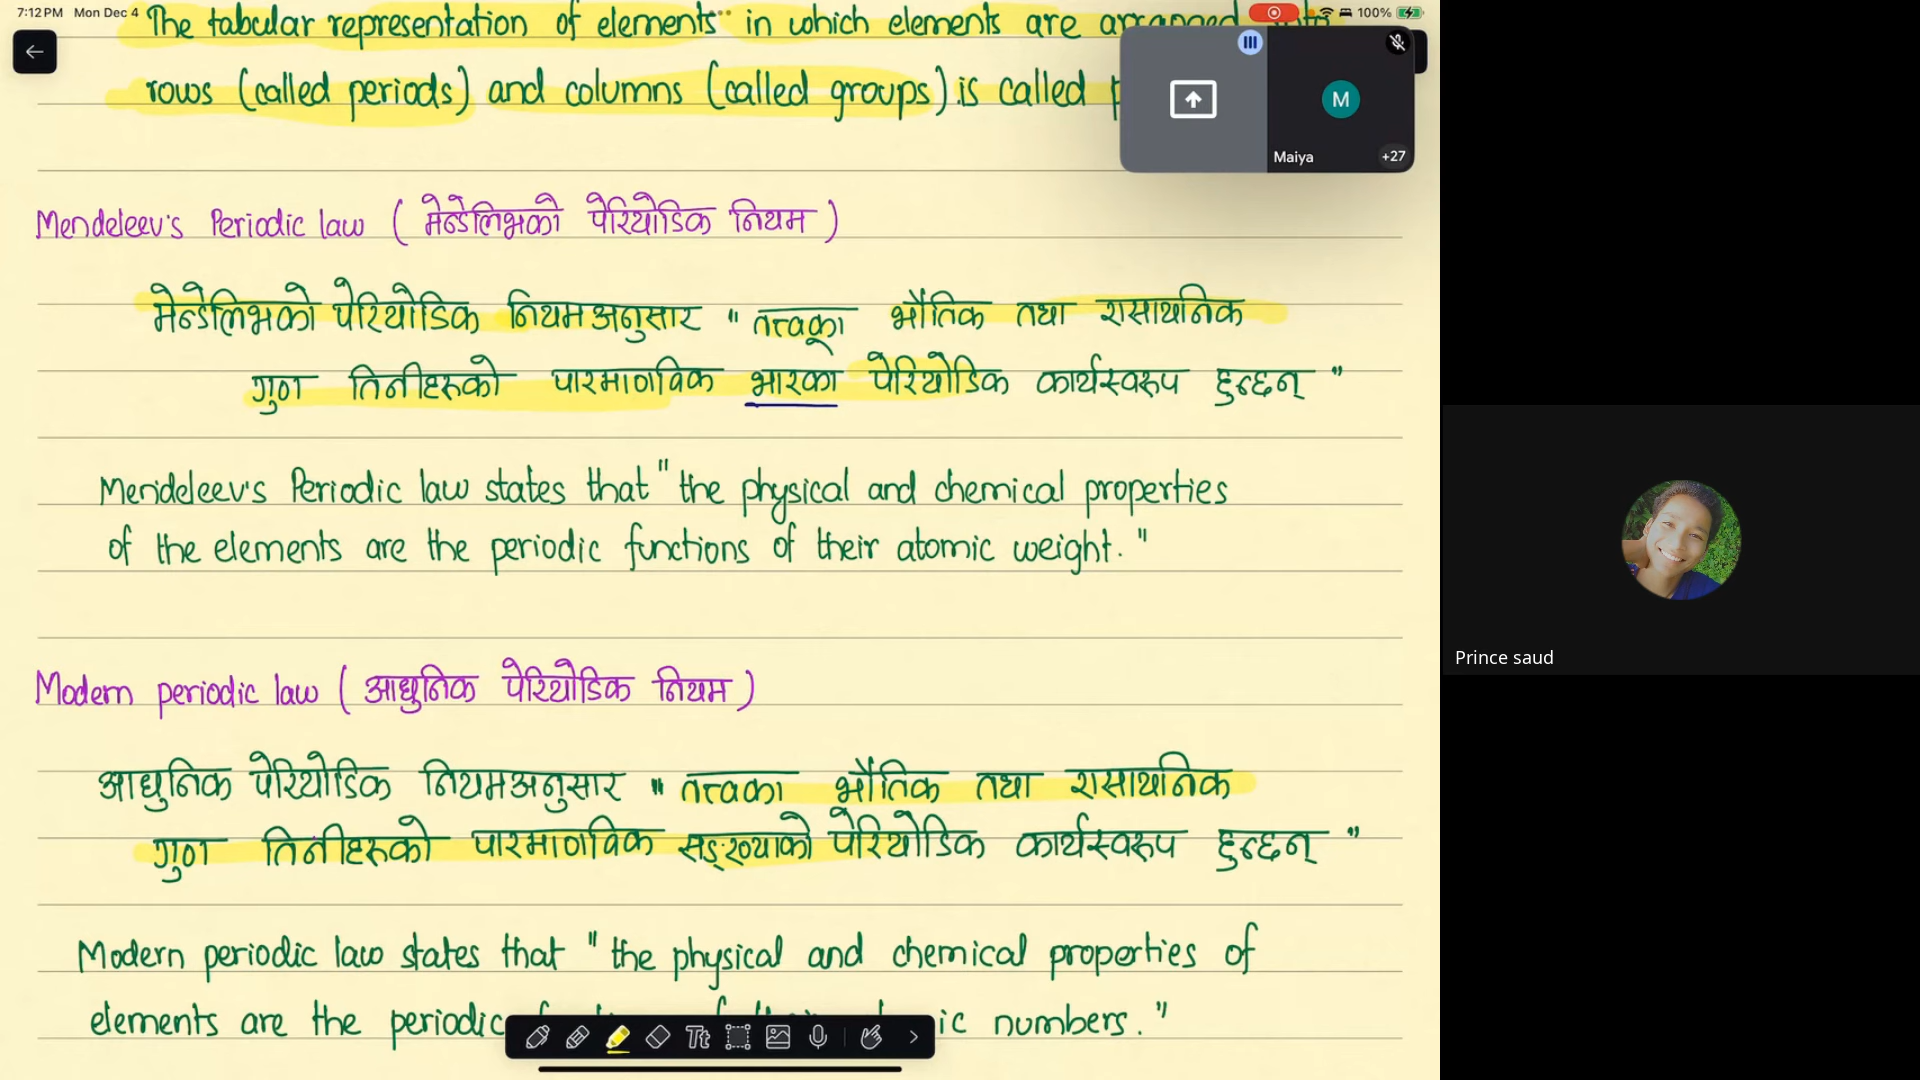 7:12 PM Mon Dec 4
100%
The tabular representation of elements in which elements are arranged
rows (called periods) and columns (called groups) is called
Maiya +27
Mendeleev's Periodic law ( मेन्डेलिभको पेरियोडिक नियम )
मेन्डेलिभको पेरियोडिक नियमअनुसार " तत्वका भौतिक तथा रासायनिक
गुण तिनीहरूको पारमाणविक भारका पेरियोडिक कार्यस्वरूप हुन्छन् "
Mendeleev's Periodic law states that "the physical and chemical properties
of the elements are the periodic functions of their atomic weight."
Prince saud
Modern periodic law ( आधुनिक पेरियोडिक नियम )
आधुनिक पेरियोडिक नियमअनुसार " तत्वका भौतिक तथा रासायनिक
गुण तिनीहरूको पारमाणविक सङ्ख्याको पेरियोडिक कार्यस्वरूप हुन्छन् "
Modern periodic law states that "the physical and chemical properties of
elements are the periodic ic numbers."
Tt